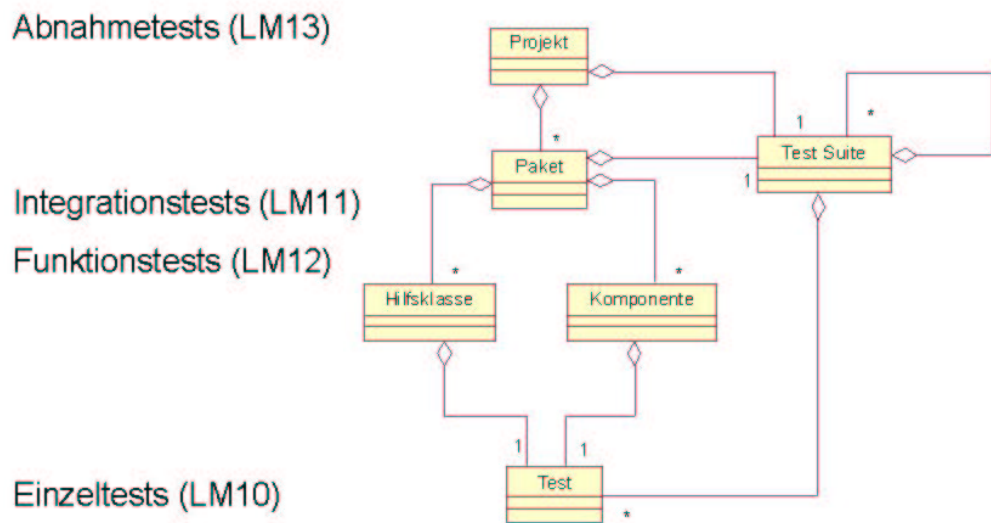 Abnahmetests (LM13)
Projekt
1
*
Test Suite
*
Paket
1
Integrationstests (LM11)
Funktionstests (LM12)
*
*
Hilfsklasse
Komponente
1
1
Test
Einzeltests (LM10)
*